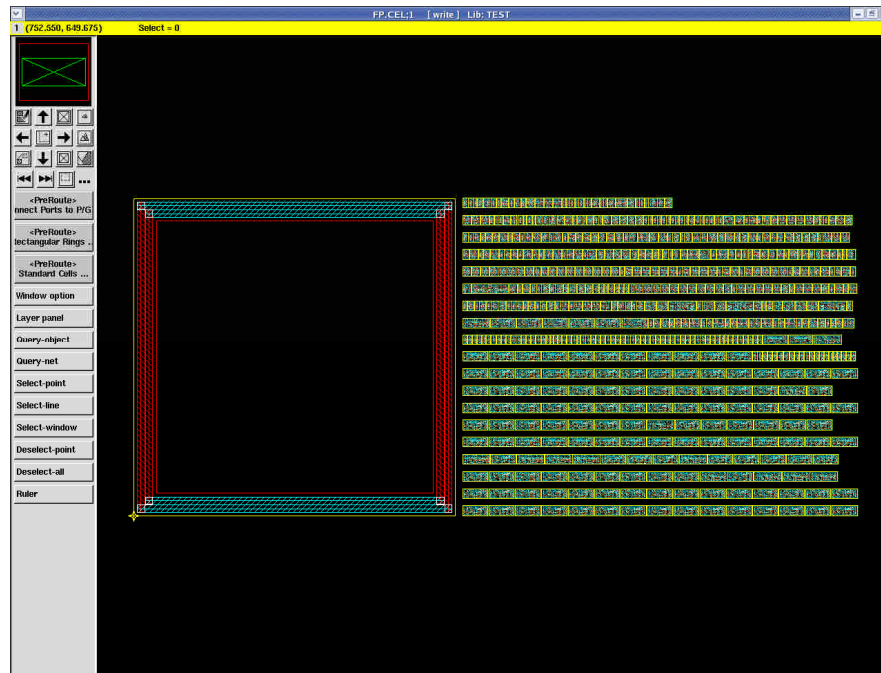 FP.CEL;1 [ write ] Lib: TEST
1 (752.550, 649.675) Select = 0
...
<PreRoute>
nnect Ports to P/G
<PreRoute>
lectangular Rings ..
<PreRoute>
Standard Cells ...
Window option
Layer panel
Query-object
Query-net
Select-point
Select-line
Select-window
Deselect-point
Deselect-all
Ruler